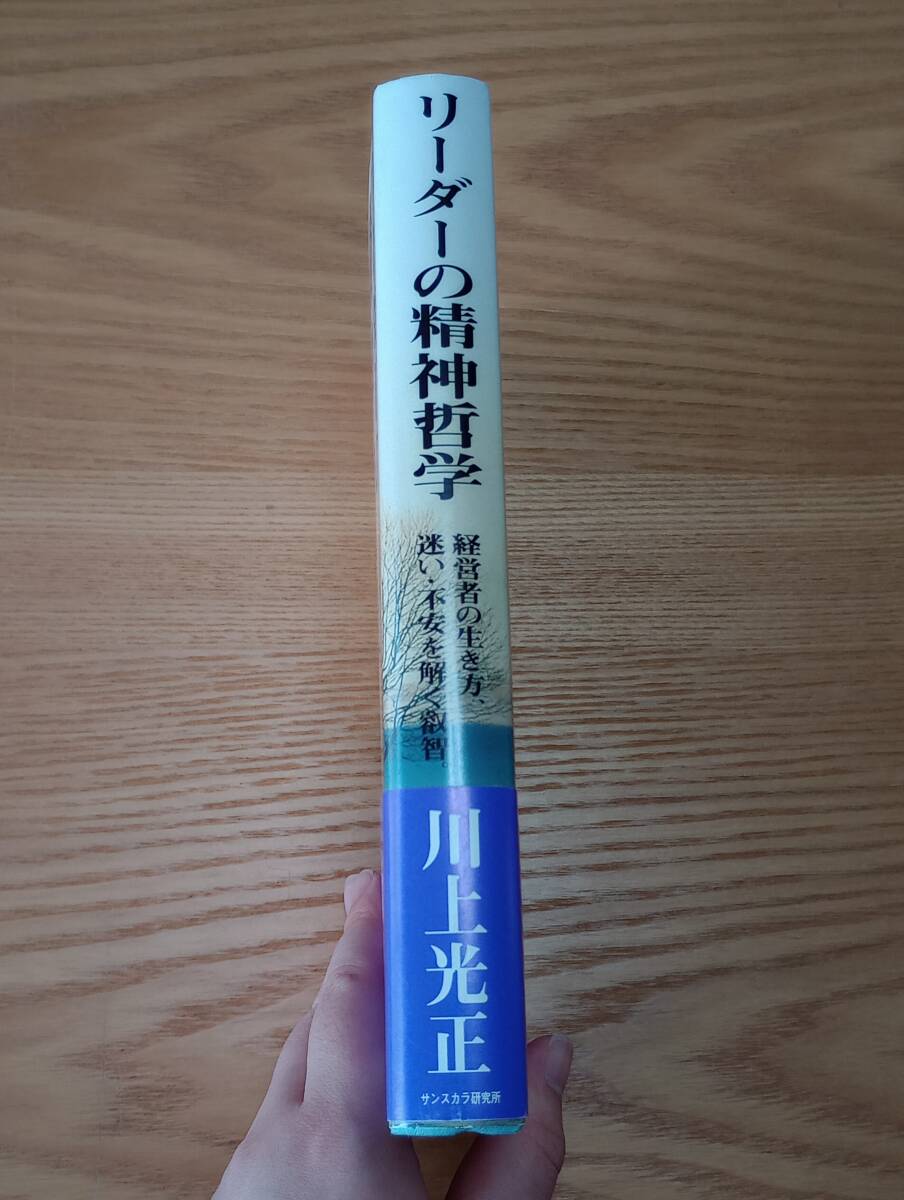 リーダーの精神哲学
経営者の生き方、
迷い・不安を解く叡智。
川上光正
サンスカラ研究所